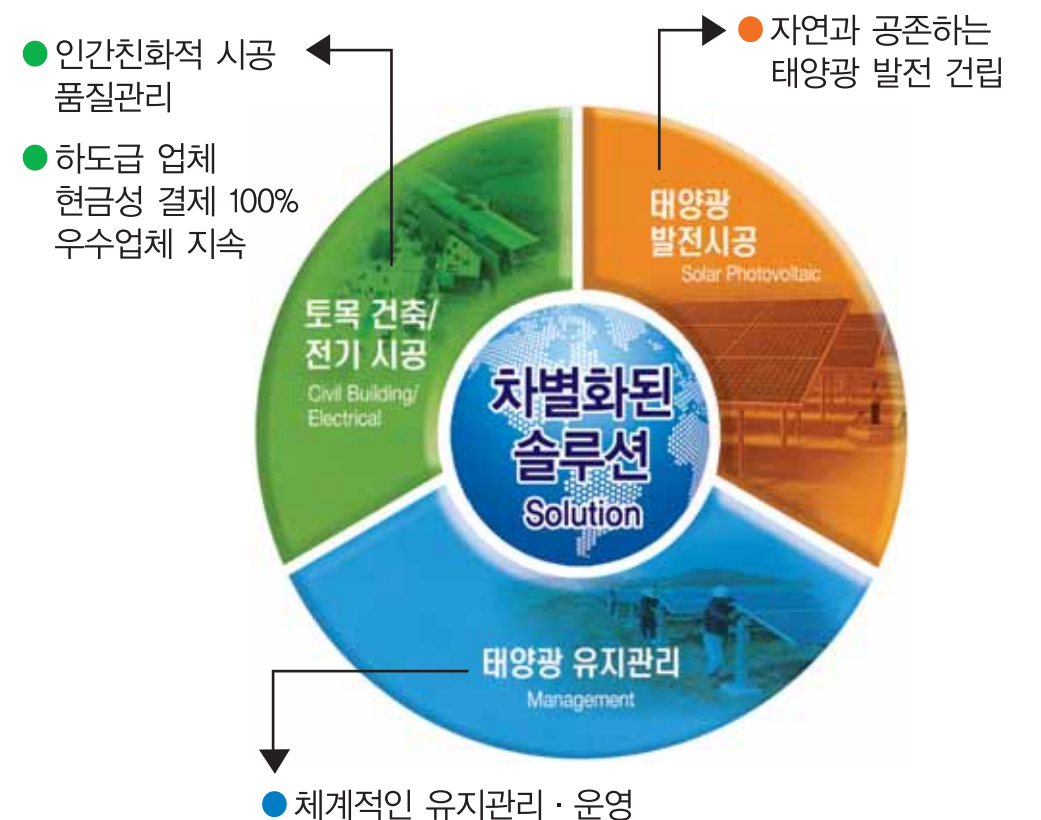 ● 인간친화적 시공
품질관리
● 하도급 업체
현금성 결제 100%
우수업체 지속
● 자연과 공존하는
태양광 발전 건립
태양광
발전시공
Solar Photovoltaic
토목 건축/
전기 시공
Civil Building/
Electrical
차별화된
솔루션
Solution
태양광 유지관리
Management
● 체계적인 유지관리 · 운영